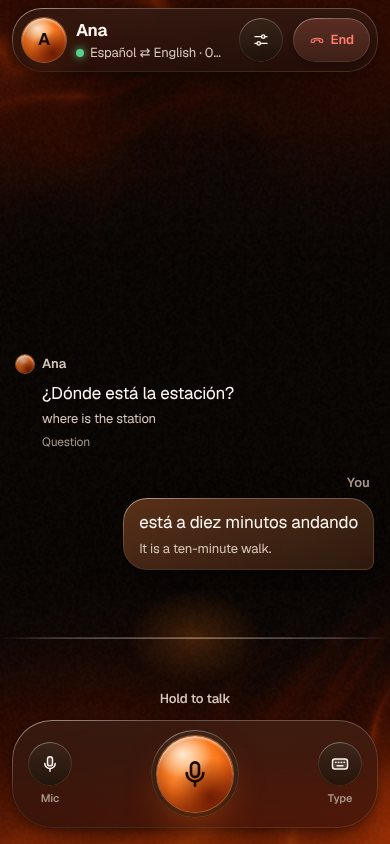 A
Ana
Español ⇄ English · 0...
End
Ana
¿Dónde está la estación?
where is the station
Question
You
está a diez minutos andando
It is a ten-minute walk.
Hold to talk
Mic
Type